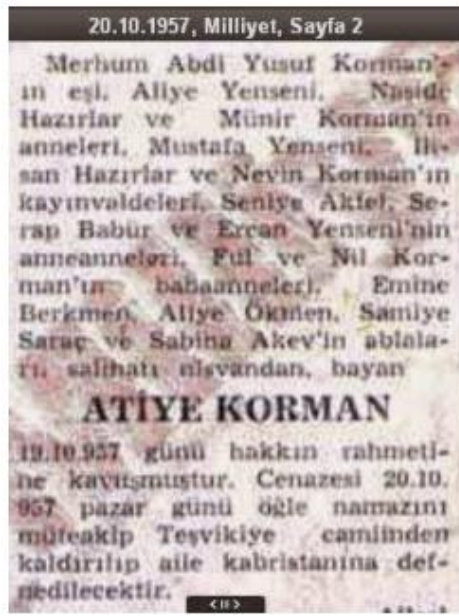 20.10.1957, Milliyet, Sayfa 2
Merhum Abdi Yusuf Korman'-
ın eşi, Aliye Yenseni, Naside
Hazırlar ve Münir Korman'ın
anneleri, Mustafa Yenseni, İh-
san Hazırlar ve Nevin Korman'ın
kayınvaldeleri, Seniye Aktel, Se-
rap Babür ve Ercan Yenseni'nin
anneanneleri, Ful ve Nil Kor-
man'ın babaanneleri, Emine
Berkmen, Aliye Ökmen, Samiye
Saraç ve Sabiha Akev'in ablala-
rı, salihatı nisvandan, bayan
ATİYE KORMAN
19.10.957 günü hakkın rahmeti-
ne kavuşmuştur. Cenazesi 20.10.
957 pazar günü öğle namazını
müteakip Teşvikiye camiinden
kaldırılıp aile kabristanına def-
nedilecektir.